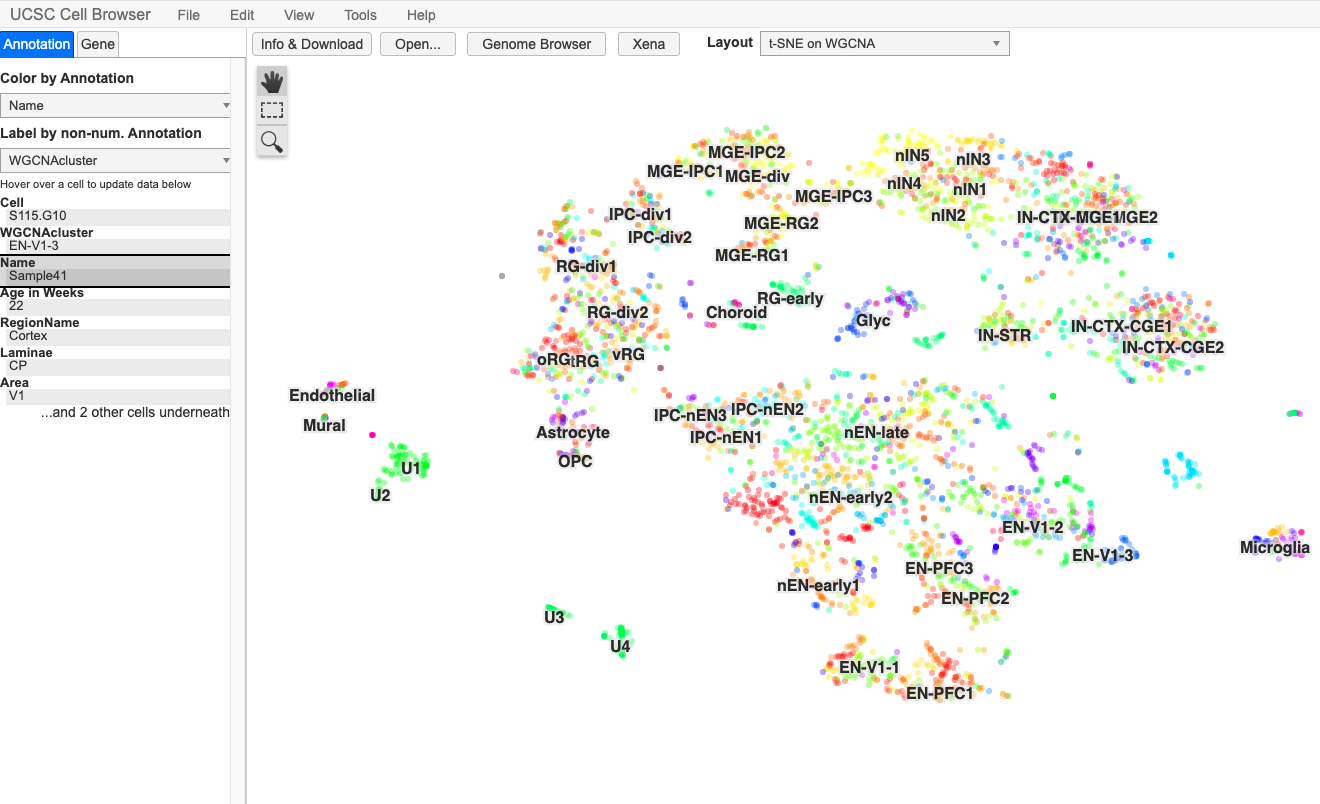 UCSC Cell Browser File Edit View Tools Help
Annotation Gene
Info & Download Open... Genome Browser Xena Layout t-SNE on WGCNA
Color by Annotation
Name
Label by non-num. Annotation
WGCNAcluster
Hover over a cell to update data below
Cell
S115.G10
WGCNAcluster
EN-V1-3
Name
Sample41
Age in Weeks
22
RegionName
Cortex
Laminae
CP
Area
V1
...and 2 other cells underneath
MGE-IPC2
nIN5
nIN3
MGE-IPC1
MGE-div
nIN4
nIN1
MGE-IPC3
IPC-div1
nIN2
IN-CTX-MGE1
MGE2
MGE-RG2
IPC-div2
MGE-RG1
RG-div1
RG-early
RG-div2
Choroid
Glyc
IN-CTX-CGE1
IN-STR
IN-CTX-CGE2
vRG
oRG
tRG
Endothelial
IPC-nEN2
IPC-nEN3
Mural
Astrocyte
nEN-late
IPC-nEN1
OPC
U1
U2
nEN-early2
EN-V1-2
Microglia
EN-V1-3
EN-PFC3
nEN-early1
EN-PFC2
U3
U4
EN-V1-1
EN-PFC1